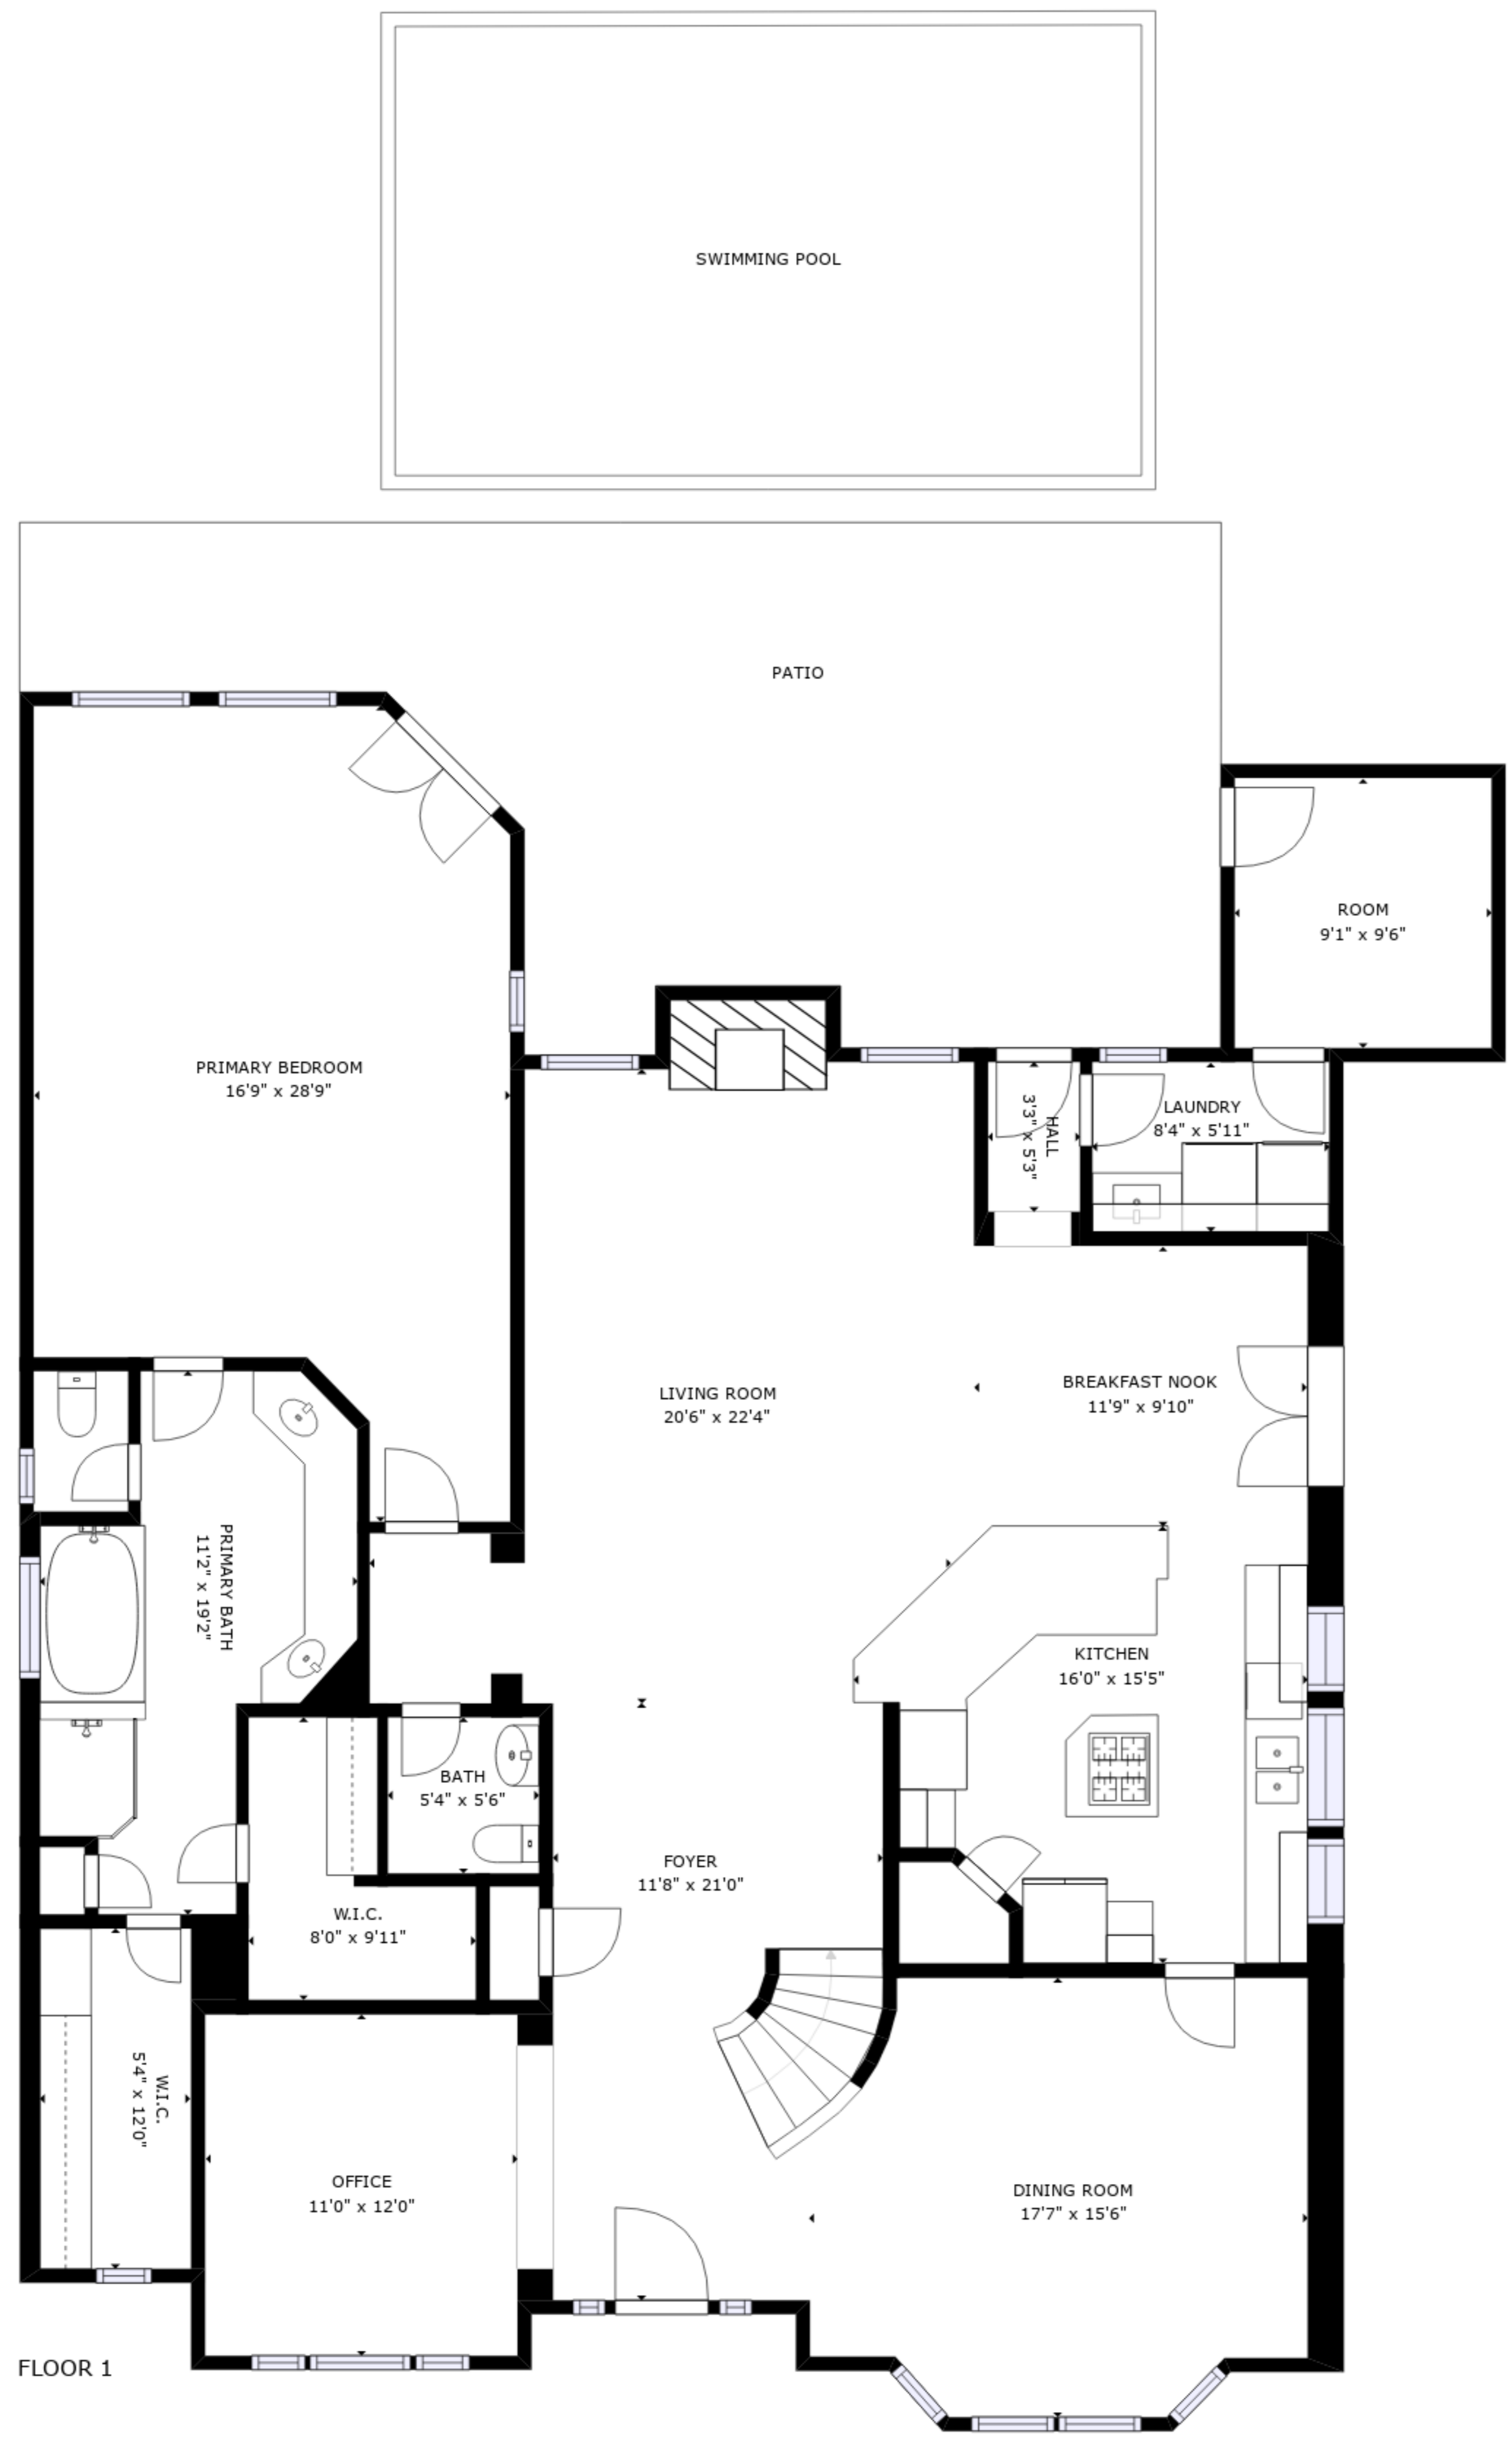 SWIMMING POOL
PATIO
ROOM
9'1" x 9'6"
PRIMARY BEDROOM
16'9" x 28'9"
HALL
3'3" x 5'3"
LAUNDRY
8'4" x 5'11"
LIVING ROOM
20'6" x 22'4"
BREAKFAST NOOK
11'9" x 9'10"
PRIMARY BATH
11'2" x 19'2"
KITCHEN
16'0" x 15'5"
BATH
5'4" x 5'6"
FOYER
11'8" x 21'0"
W.I.C.
8'0" x 9'11"
W.I.C.
5'4" x 12'0"
OFFICE
11'0" x 12'0"
DINING ROOM
17'7" x 15'6"
FLOOR 1